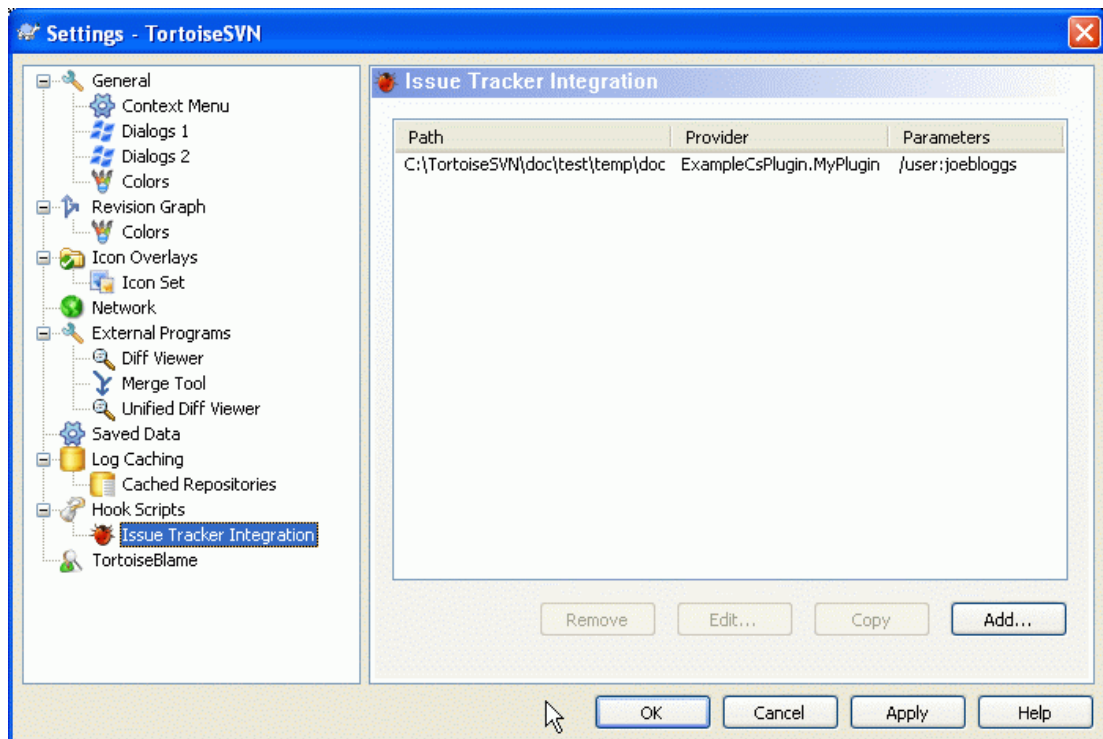 Settings - TortoiseSVN
General
Context Menu
Dialogs 1
Dialogs 2
Colors
Revision Graph
Colors
Icon Overlays
Icon Set
Network
External Programs
Diff Viewer
Merge Tool
Unified Diff Viewer
Saved Data
Log Caching
Cached Repositories
Hook Scripts
Issue Tracker Integration
TortoiseBlame
Issue Tracker Integration
Path Provider Parameters
C:\TortoiseSVN\doc\test\temp\doc ExampleCsPlugin.MyPlugin /user:joebloggs
Remove Edit... Copy Add...
OK Cancel Apply Help